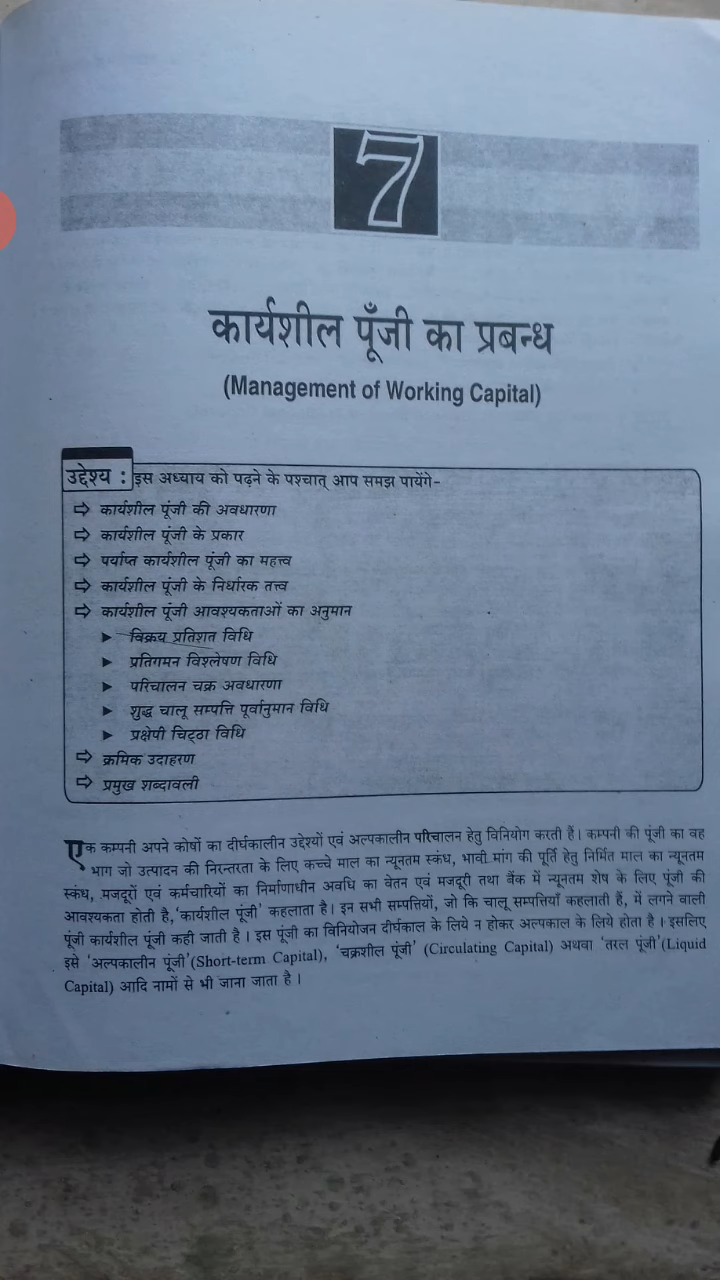 7
कार्यशील पूँजी का प्रबन्ध
(Management of Working Capital)
उद्देश्य : इस अध्याय को पढ़ने के पश्चात् आप समझ पायेंगे-
⇨ कार्यशील पूंजी की अवधारणा
⇨ कार्यशील पूंजी के प्रकार
⇨ पर्याप्त कार्यशील पूंजी का महत्त्व
⇨ कार्यशील पूंजी के निर्धारक तत्त्व
⇨ कार्यशील पूंजी आवश्यकताओं का अनुमान
► विक्रय प्रतिशत विधि
► प्रतिगमन विश्लेषण विधि
► परिचालन चक्र अवधारणा
► शुद्ध चालू सम्पत्ति पूर्वानुमान विधि
► प्रक्षेपी चिट्ठा विधि
⇨ क्रमिक उदाहरण
⇨ प्रमुख शब्दावली
एक कम्पनी अपने कोषों का दीर्घकालीन उद्देश्यों एवं अल्पकालीन परिचालन हेतु विनियोग करती हैं। कम्पनी की पूंजी का वह
भाग जो उत्पादन की निरन्तरता के लिए कच्चे माल का न्यूनतम स्कंध, भावी मांग की पूर्ति हेतु निर्मित माल का न्यूनतम
स्कंध, मजदूरों एवं कर्मचारियों का निर्माणाधीन अवधि का वेतन एवं मजदूरी तथा बैंक में न्यूनतम शेष के लिए पूंजी की
आवश्यकता होती है, 'कार्यशील पूंजी' कहलाता है। इन सभी सम्पत्तियों, जो कि चालू सम्पत्तियाँ कहलाती हैं, में लगने वाली
पूंजी कार्यशील पूंजी कही जाती है। इस पूंजी का विनियोजन दीर्घकाल के लिये न होकर अल्पकाल के लिये होता है। इसलिए
इसे 'अल्पकालीन पूंजी'(Short-term Capital), 'चक्रशील पूंजी' (Circulating Capital) अथवा 'तरल पूंजी'(Liquid
Capital) आदि नामों से भी जाना जाता है।